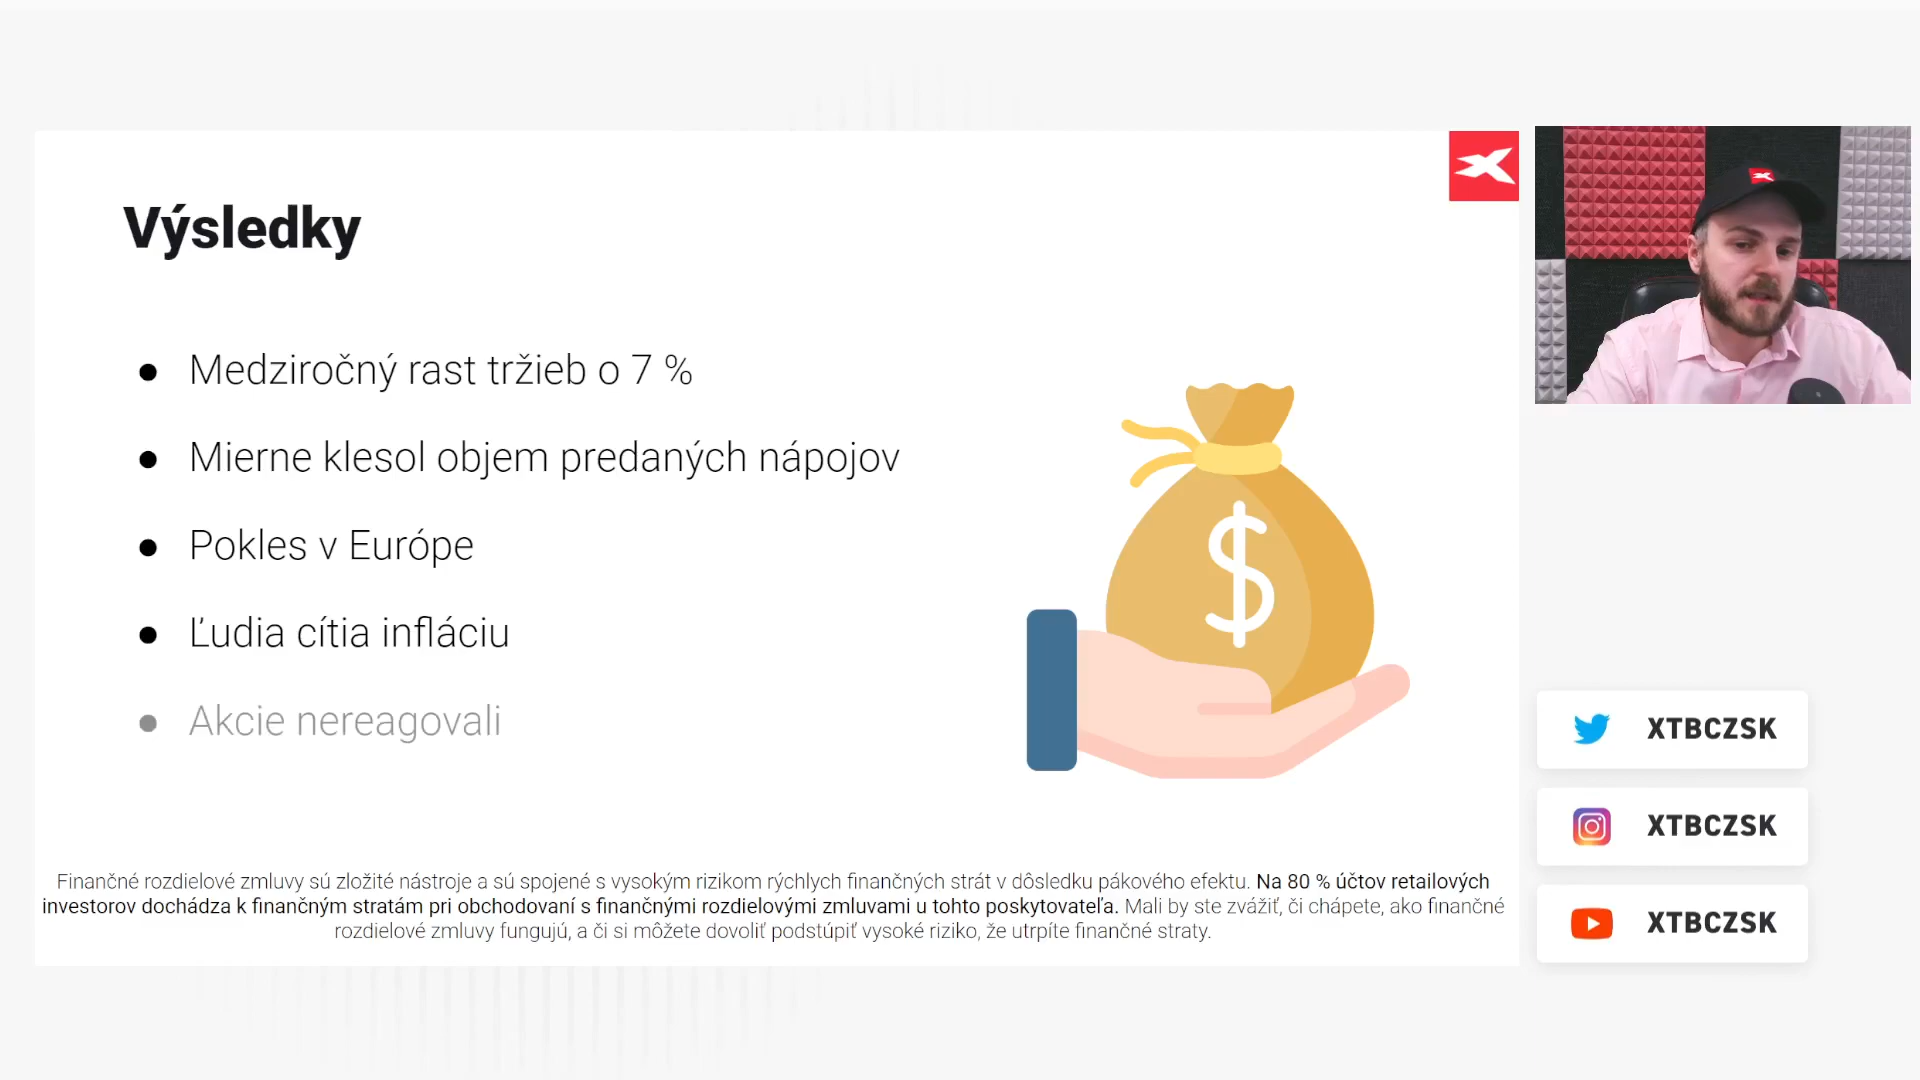 Výsledky
● Medziročný rast tržieb o 7 %
● Mierne klesol objem predaných nápojov
● Pokles v Európe
● Ľudia cítia infláciu
● Akcie nereagovali
$
Finančné rozdielové zmluvy sú zložité nástroje a sú spojené s vysokým rizikom rýchlych finančných strát v dôsledku pákového efektu. Na 80 % účtov retailových
investorov dochádza k finančným stratám pri obchodovaní s finančnými rozdielovými zmluvami u tohto poskytovateľa. Mali by ste zvážiť, či chápete, ako finančné
rozdielové zmluvy fungujú, a či si môžete dovoliť podstúpiť vysoké riziko, že utrpíte finančné straty.
XTBCZSK
XTBCZSK
XTBCZSK